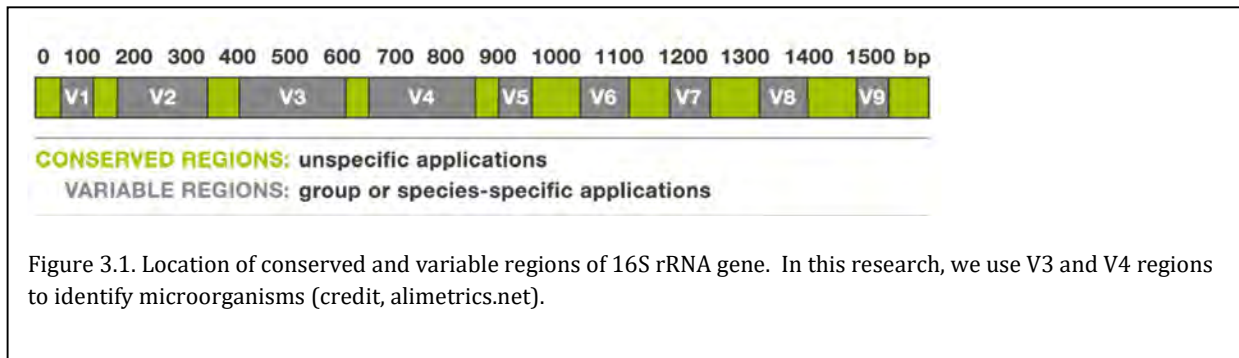 0 100 200 300 400 500 600 700 800 900 1000 1100 1200 1300 1400 1500 bp
V1 V2 V3 V4 V5 V6 V7 V8 V9
CONSERVED REGIONS: unspecific applications
VARIABLE REGIONS: group or species-specific applications
Figure 3.1. Location of conserved and variable regions of 16S rRNA gene.  In this research, we use V3 and V4 regions
to identify microorganisms (credit, alimetrics.net).